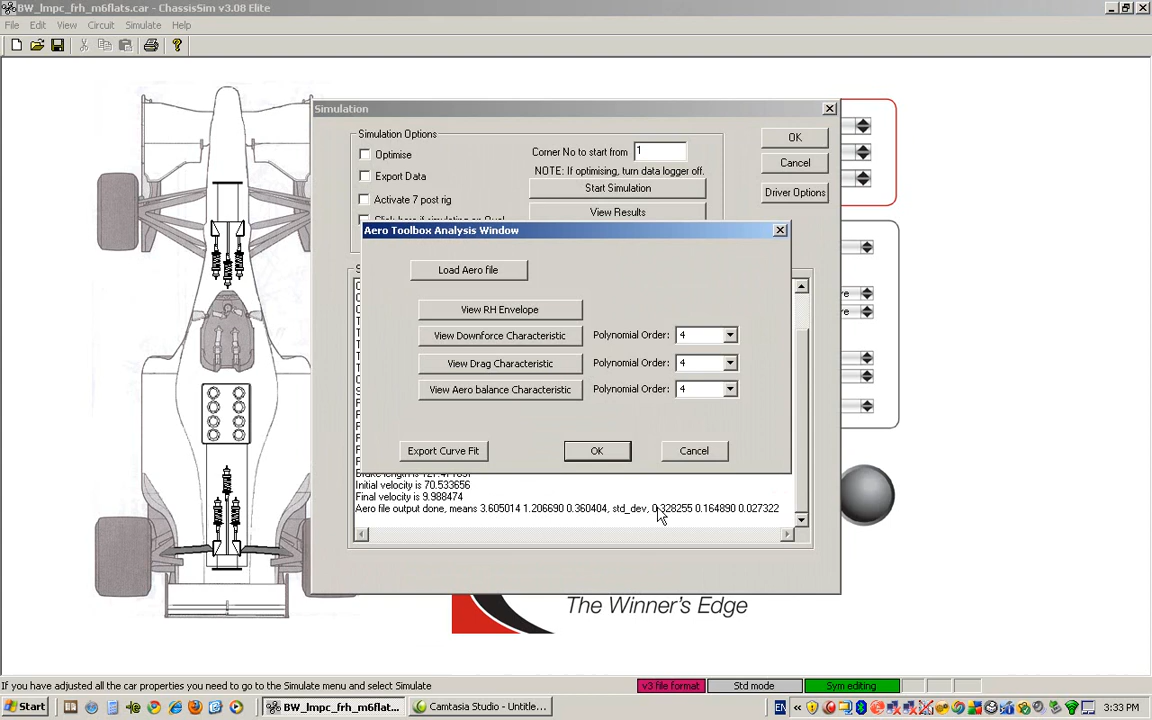 BW_lmpc_frh_m6flats.car - ChassisSim v3.08 Elite
File Edit View Circuit Simulate Help
Simulation
Simulation Options
Optimise
Export Data
Activate 7 post rig
Corner No to start from 1
NOTE: If optimising, turn data logger off.
Start Simulation
View Results
OK
Cancel
Driver Options
Aero Toolbox Analysis Window
Load Aero file
View RH Envelope
View Downforce Characteristic Polynomial Order: 4
View Drag Characteristic Polynomial Order: 4
View Aero balance Characteristic Polynomial Order: 4
Export Curve Fit OK Cancel
Initial velocity is 70.533656
Final velocity is 9.988474
Aero file output done, means 3.605014 1.206690 0.360404, std_dev, 0.328255 0.164890 0.027322
The Winner's Edge
If you have adjusted all the car properties you need to go to the Simulate menu and select Simulate
v3 file format Std mode Sym editing
Start BW_lmpc_frh_m6flat... Camtasia Studio - Untitle... EN 3:33 PM